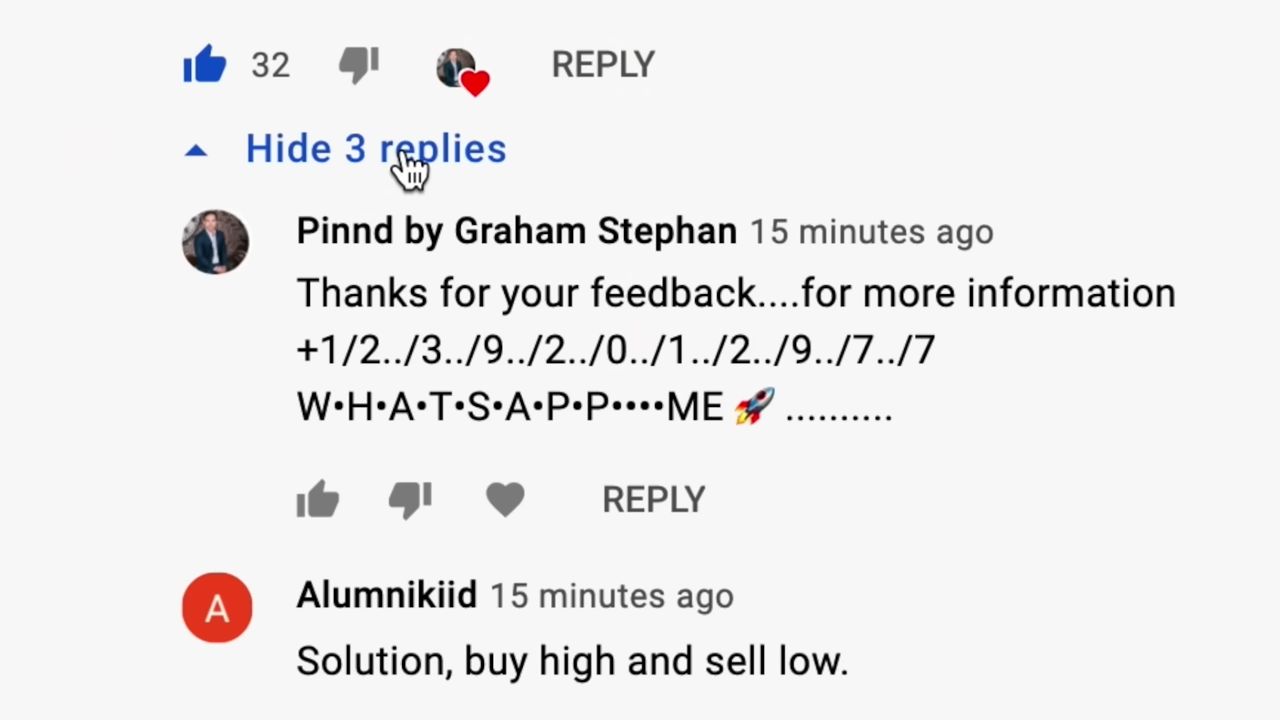 32 REPLY
Hide 3 replies
Pinnd by Graham Stephan 15 minutes ago
Thanks for your feedback....for more information
+1/2../3../9../2../0../1../2../9../7../7
W•H•A•T•S•A•P•P••••ME 🚀 ..........
REPLY
A
Alumnikiid 15 minutes ago
Solution, buy high and sell low.